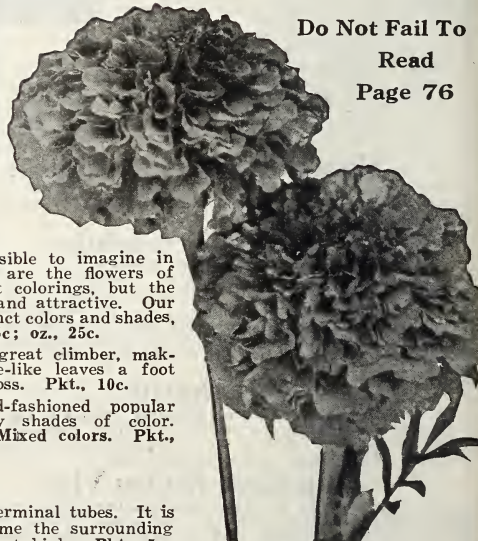 Do Not Fail To
Read
Page 76
sible to imagine in
are the flowers of
colorings, but the
and attractive. Our
nct colors and shades,
c; oz., 25c.
great climber, mak-
e-like leaves a foot
oss. Pkt., 10c.
d-fashioned popular
shades of color.
Mixed colors. Pkt.,
erminal tubes. It is
me the surrounding